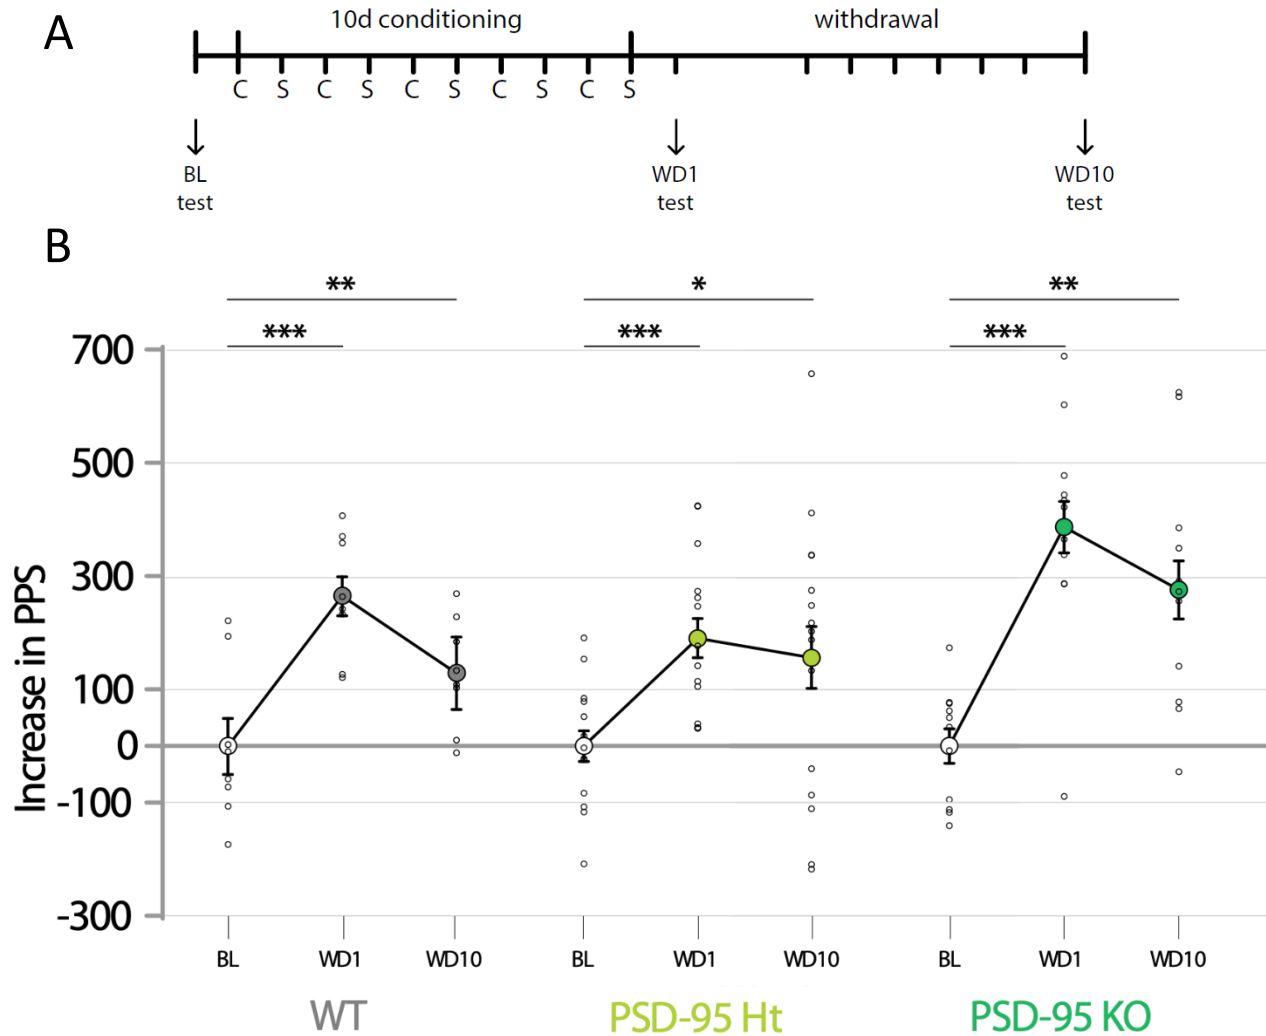 A
10d conditioning withdrawal
C S C S C S C S C S
BL WD1 WD10
test test test
B
** * **
*** *** ***
700
500
300
100
0
-100
-300
Increase in PPS
BL WD1 WD10 BL WD1 WD10 BL WD1 WD10
WT PSD-95 Ht PSD-95 KO